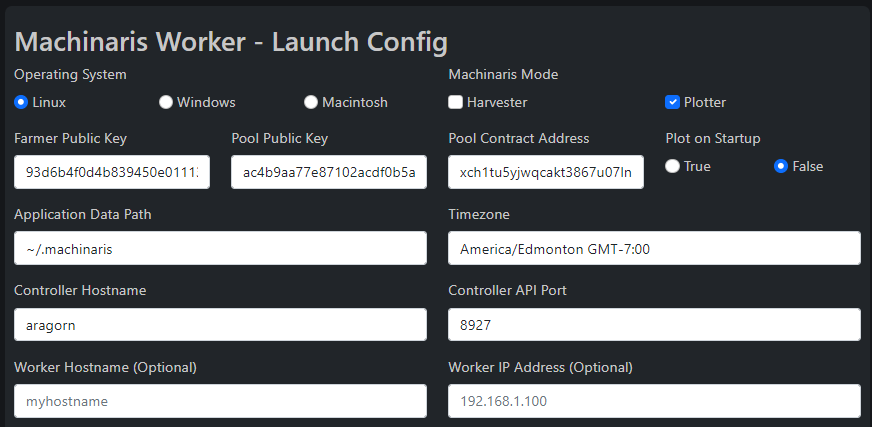 Machinaris Worker - Launch Config
Operating System Machinaris Mode
Linux Windows Macintosh Harvester Plotter
Farmer Public Key Pool Public Key Pool Contract Address Plot on Startup
93d6b4f0d4b839450e0111 ac4b9aa77e87102acdf0b5a xch1tu5yjwqcakt3867u07ln True False
Application Data Path Timezone
~/.machinaris America/Edmonton GMT-7:00
Controller Hostname Controller API Port
aragorn 8927
Worker Hostname (Optional) Worker IP Address (Optional)
myhostname 192.168.1.100